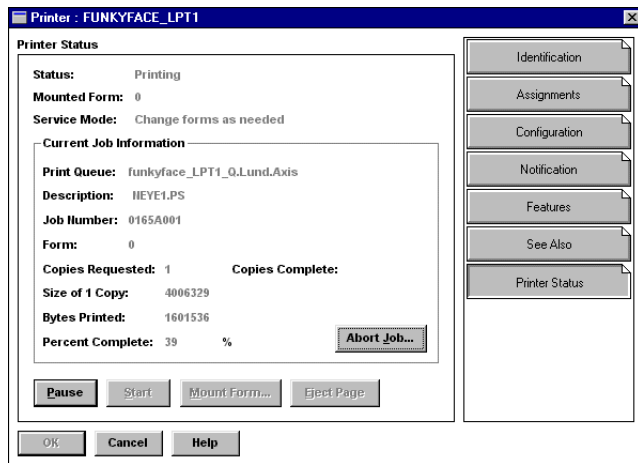 Printer : FUNKYFACE_LPT1
Printer Status
Status: Printing
Mounted Form: 0
Service Mode: Change forms as needed
Current Job Information
Print Queue: funkyface_LPT1_Q.Lund.Axis
Description: NEYE1.PS
Job Number: 0165A001
Form: 0
Copies Requested: 1 Copies Complete:
Size of 1 Copy: 4006329
Bytes Printed: 1601536
Percent Complete: 39 %
Abort Job...
Pause Start Mount Form... Eject Page
OK Cancel Help
Identification
Assignments
Configuration
Notification
Features
See Also
Printer Status